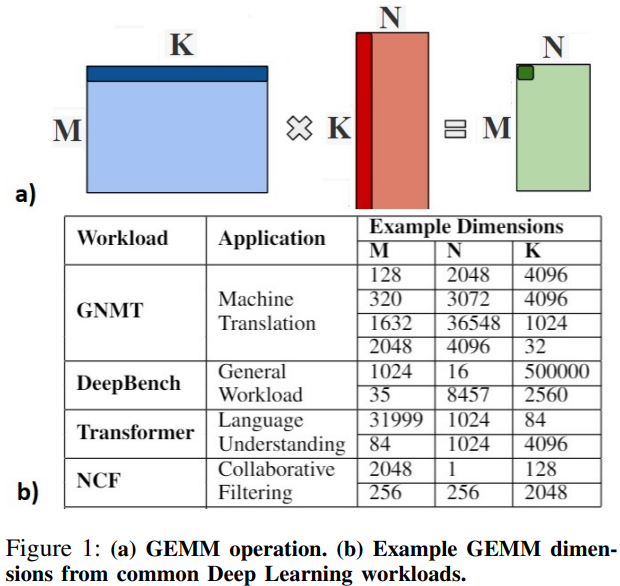 K
N
N
M
K
M
a)
Workload Application Example Dimensions
M N K
GNMT Machine Translation 128 2048 4096
320 3072 4096
1632 36548 1024
2048 4096 32
DeepBench General Workload 1024 16 500000
35 8457 2560
Transformer Language Understanding 31999 1024 84
84 1024 4096
NCF Collaborative Filtering 2048 1 128
256 256 2048
b)
Figure 1: (a) GEMM operation. (b) Example GEMM dimen-
sions from common Deep Learning workloads.